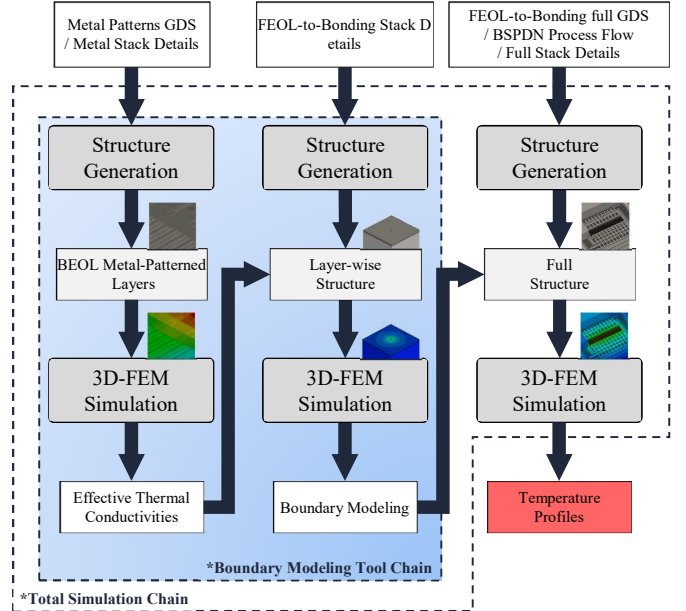 Metal Patterns GDS
/ Metal Stack Details
FEOL-to-Bonding Stack D
etails
FEOL-to-Bonding full GDS
/ BSPDN Process Flow
/ Full Stack Details
Structure
Generation
Structure
Generation
Structure
Generation
BEOL Metal-Patterned
Layers
Layer-wise
Structure
Full
Structure
3D-FEM
Simulation
3D-FEM
Simulation
3D-FEM
Simulation
Effective Thermal
Conductivities
Boundary Modeling
Temperature
Profiles
*Boundary Modeling Tool Chain
*Total Simulation Chain